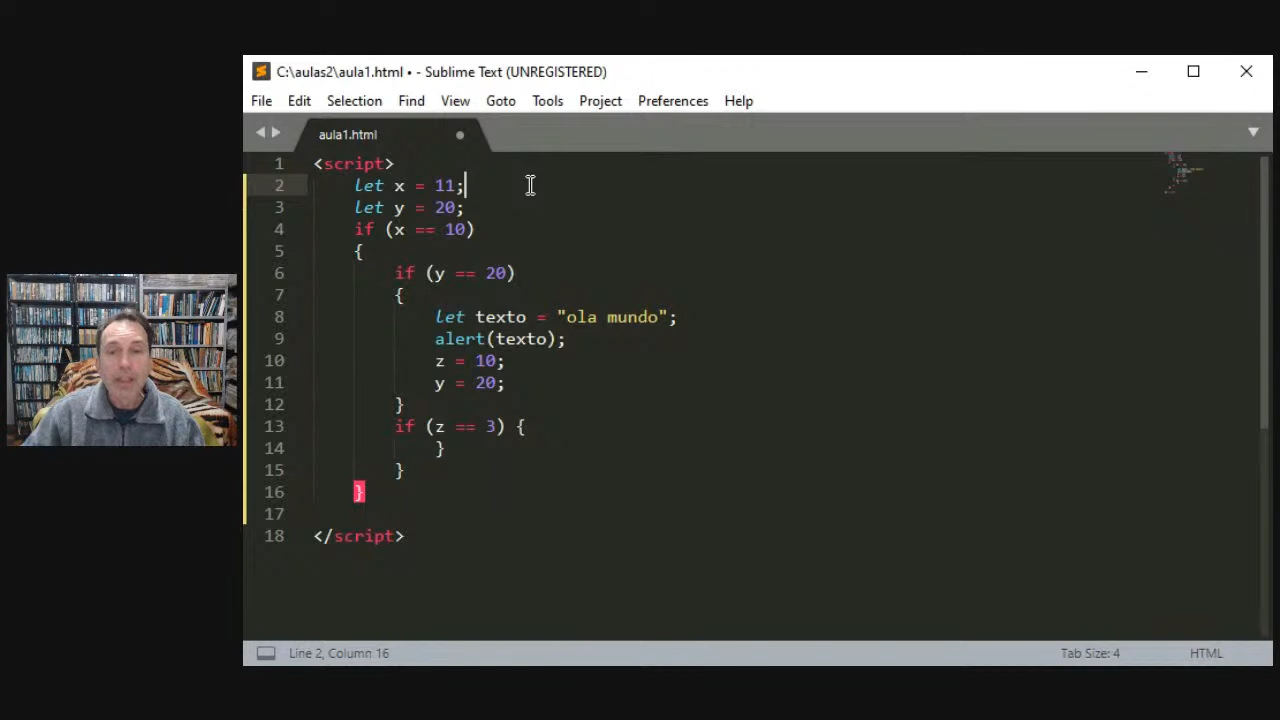 C:\aulas2\aula1.html • - Sublime Text (UNREGISTERED)
File Edit Selection Find View Goto Tools Project Preferences Help
aula1.html
1 <script>
2 let x = 11;
3 let y = 20;
4 if (x == 10)
5 {
6 if (y == 20)
7 {
8 let texto = "ola mundo";
9 alert(texto);
10 z = 10;
11 y = 20;
12 }
13 if (z == 3) {
14 }
15 }
16 }
17
18 </script>
Line 2, Column 16 Tab Size: 4 HTML